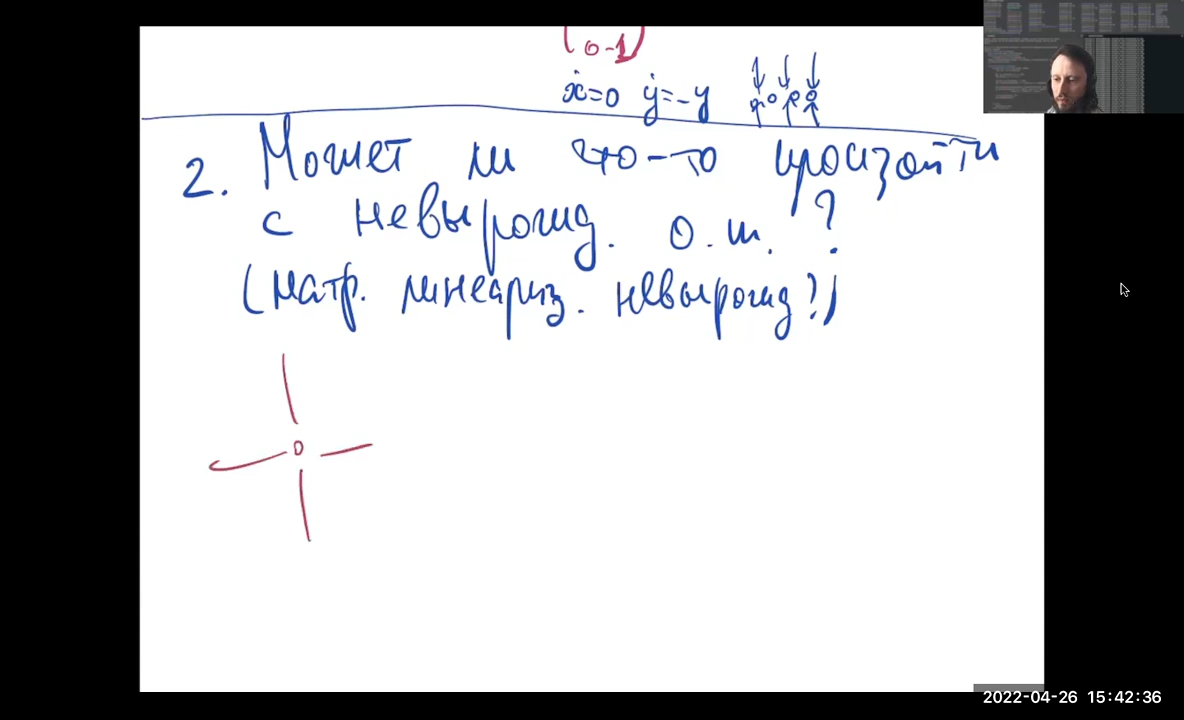 (0 -1)
ẋ=0 ẏ=-y
2. Может ли что-то произойти
с невырожд. о.т. ?
(матр. линеариз. невырожд?)
2022-04-26 15:42:36